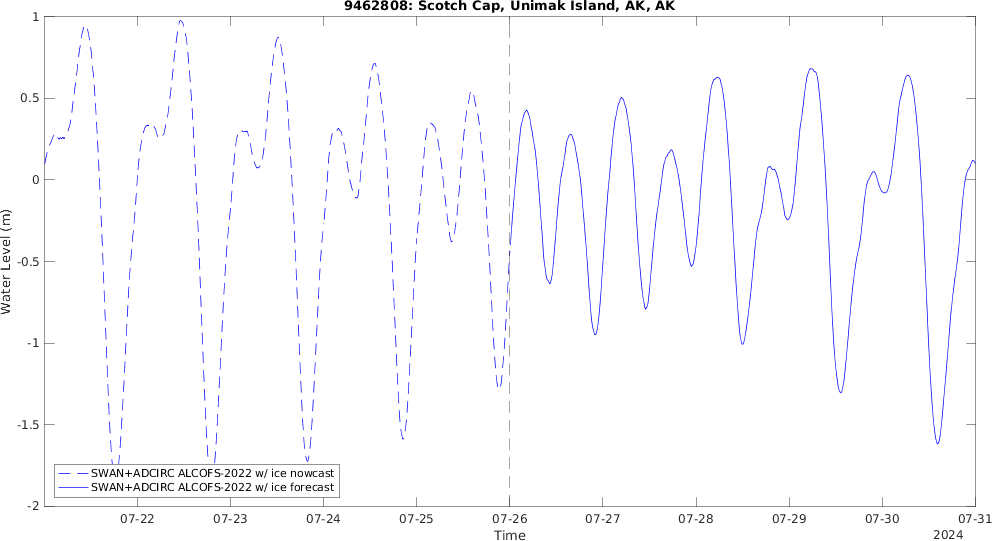 9462808: Scotch Cap, Unimak Island, AK, AK
Water Level (m)
1
0.5
0
-0.5
-1
-1.5
-2
SWAN+ADCIRC ALCOFS-2022 w/ ice nowcast
SWAN+ADCIRC ALCOFS-2022 w/ ice forecast
07-22 07-23 07-24 07-25 07-26 07-27 07-28 07-29 07-30 07-31
Time
2024